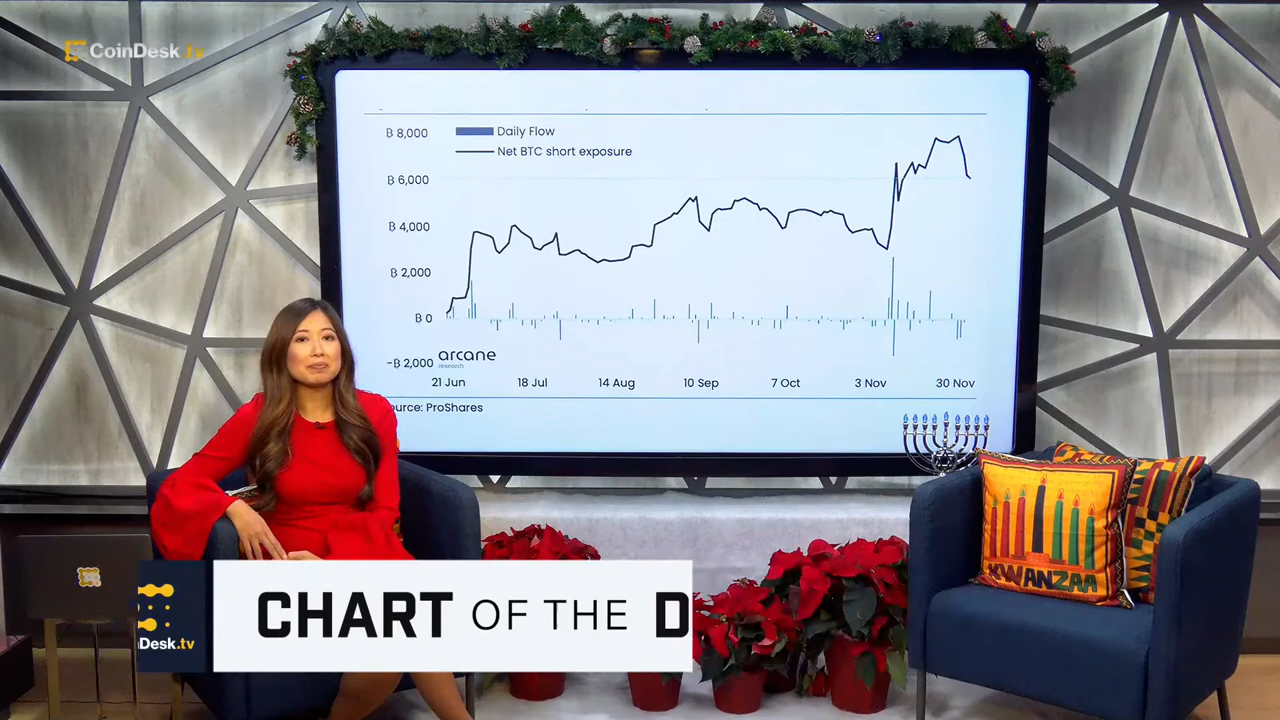 CoinDesk.tv
₿ 8,000
Daily Flow
Net BTC short exposure
₿ 6,000
₿ 4,000
₿ 2,000
₿ 0
-₿ 2,000
arcane
research
21 Jun 18 Jul 14 Aug 10 Sep 7 Oct 3 Nov 30 Nov
ource: ProShares
KWANZAA
CHART OF THE D
Desk.tv